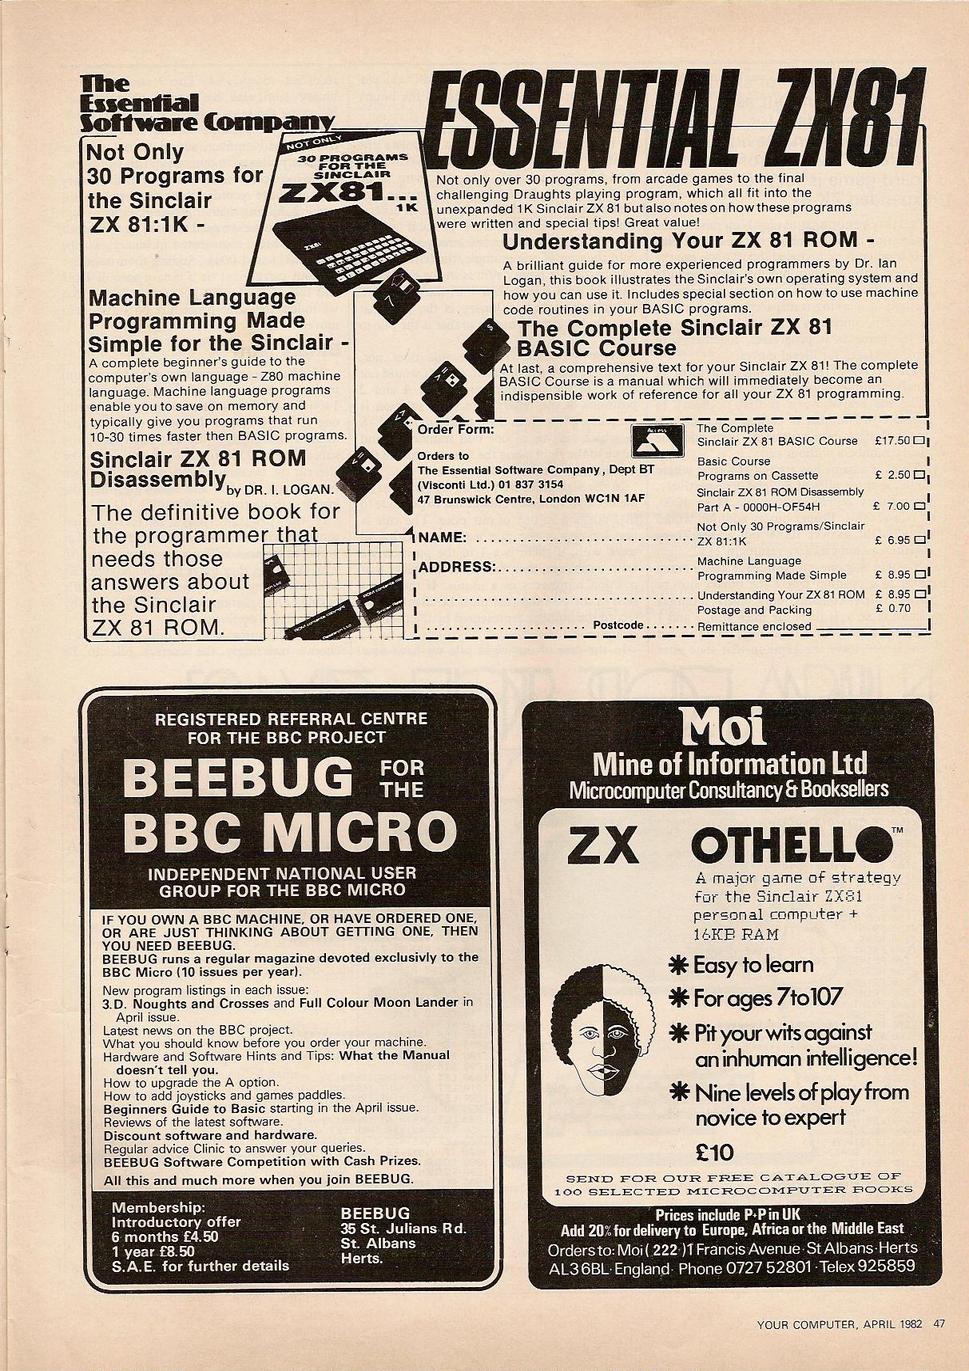 The
Essential
Software Company
ESSENTIAL ZX81
Not Only
30 Programs for
the Sinclair
ZX 81:1K -
NOT ONLY
30 PROGRAMS
FOR THE
SINCLAIR
ZX81...
1K
ZX81
Not only over 30 programs, from arcade games to the final
challenging Draughts playing program, which all fit into the
unexpanded 1K Sinclair ZX 81 but also notes on how these programs
were written and special tips! Great value!
Understanding Your ZX 81 ROM -
A brilliant guide for more experienced programmers by Dr. Ian
Logan, this book illustrates the Sinclair's own operating system and
how you can use it. Includes special section on how to use machine
code routines in your BASIC programs.
Machine Language
Programming Made
Simple for the Sinclair -
A complete beginner's guide to the
computer's own language - Z80 machine
language. Machine language programs
enable you to save on memory and
typically give you programs that run
10-30 times faster then BASIC programs.
The Complete Sinclair ZX 81
BASIC Course
At last, a comprehensive text for your Sinclair ZX 81! The complete
BASIC Course is a manual which will immediately become an
indispensible work of reference for all your ZX 81 programming.
Sinclair ZX 81 ROM
Disassembly by DR. I. LOGAN.
The definitive book for
the programmer that
needs those
answers about
the Sinclair
ZX 81 ROM.
Order Form:
Access
Orders to
The Essential Software Company, Dept BT
(Visconti Ltd.) 01 837 3154
47 Brunswick Centre, London WC1N 1AF
NAME: ..............................
ADDRESS:............................
Postcode.......
The Complete
Sinclair ZX 81 BASIC Course £17.50
Basic Course
Programs on Cassette £ 2.50
Sinclair ZX 81 ROM Disassembly
Part A - 0000H-OF54H £ 7.00
Not Only 30 Programs/Sinclair
ZX 81:1K £ 6.95
Machine Language
Programming Made Simple £ 8.95
Understanding Your ZX 81 ROM £ 8.95
Postage and Packing £ 0.70
Remittance enclosed
REGISTERED REFERRAL CENTRE
FOR THE BBC PROJECT
BEEBUG FOR THE
BBC MICRO
INDEPENDENT NATIONAL USER
GROUP FOR THE BBC MICRO
IF YOU OWN A BBC MACHINE, OR HAVE ORDERED ONE,
OR ARE JUST THINKING ABOUT GETTING ONE, THEN
YOU NEED BEEBUG.
BEEBUG runs a regular magazine devoted exclusivly to the
BBC Micro (10 issues per year).
New program listings in each issue:
3.D. Noughts and Crosses and Full Colour Moon Lander in
April issue.
Latest news on the BBC project.
What you should know before you order your machine.
Hardware and Software Hints and Tips: What the Manual
doesn't tell you.
How to upgrade the A option.
How to add joysticks and games paddles.
Beginners Guide to Basic starting in the April issue.
Reviews of the latest software.
Discount software and hardware.
Regular advice Clinic to answer your queries.
BEEBUG Software Competition with Cash Prizes.
All this and much more when you join BEEBUG.
Membership:
Introductory offer
6 months £4.50
1 year £8.50
S.A.E. for further details
BEEBUG
35 St. Julians Rd.
St. Albans
Herts.
Moi
Mine of Information Ltd
Microcomputer Consultancy & Booksellers
ZX OTHELLO™
A major game of strategy
for the Sinclair ZX81
personal computer +
16KB RAM
✱ Easy to learn
✱ For ages 7 to 107
✱ Pit your wits against
an inhuman intelligence!
✱ Nine levels of play from
novice to expert
£10
SEND FOR OUR FREE CATALOGUE OF
100 SELECTED MICROCOMPUTER BOOKS
Prices include P·P in UK
Add 20% for delivery to Europe, Africa or the Middle East
Orders to: Moi (222) 1 Francis Avenue · St Albans · Herts
AL3 6BL · England · Phone 0727 52801 · Telex 925859
YOUR COMPUTER, APRIL 1982 47